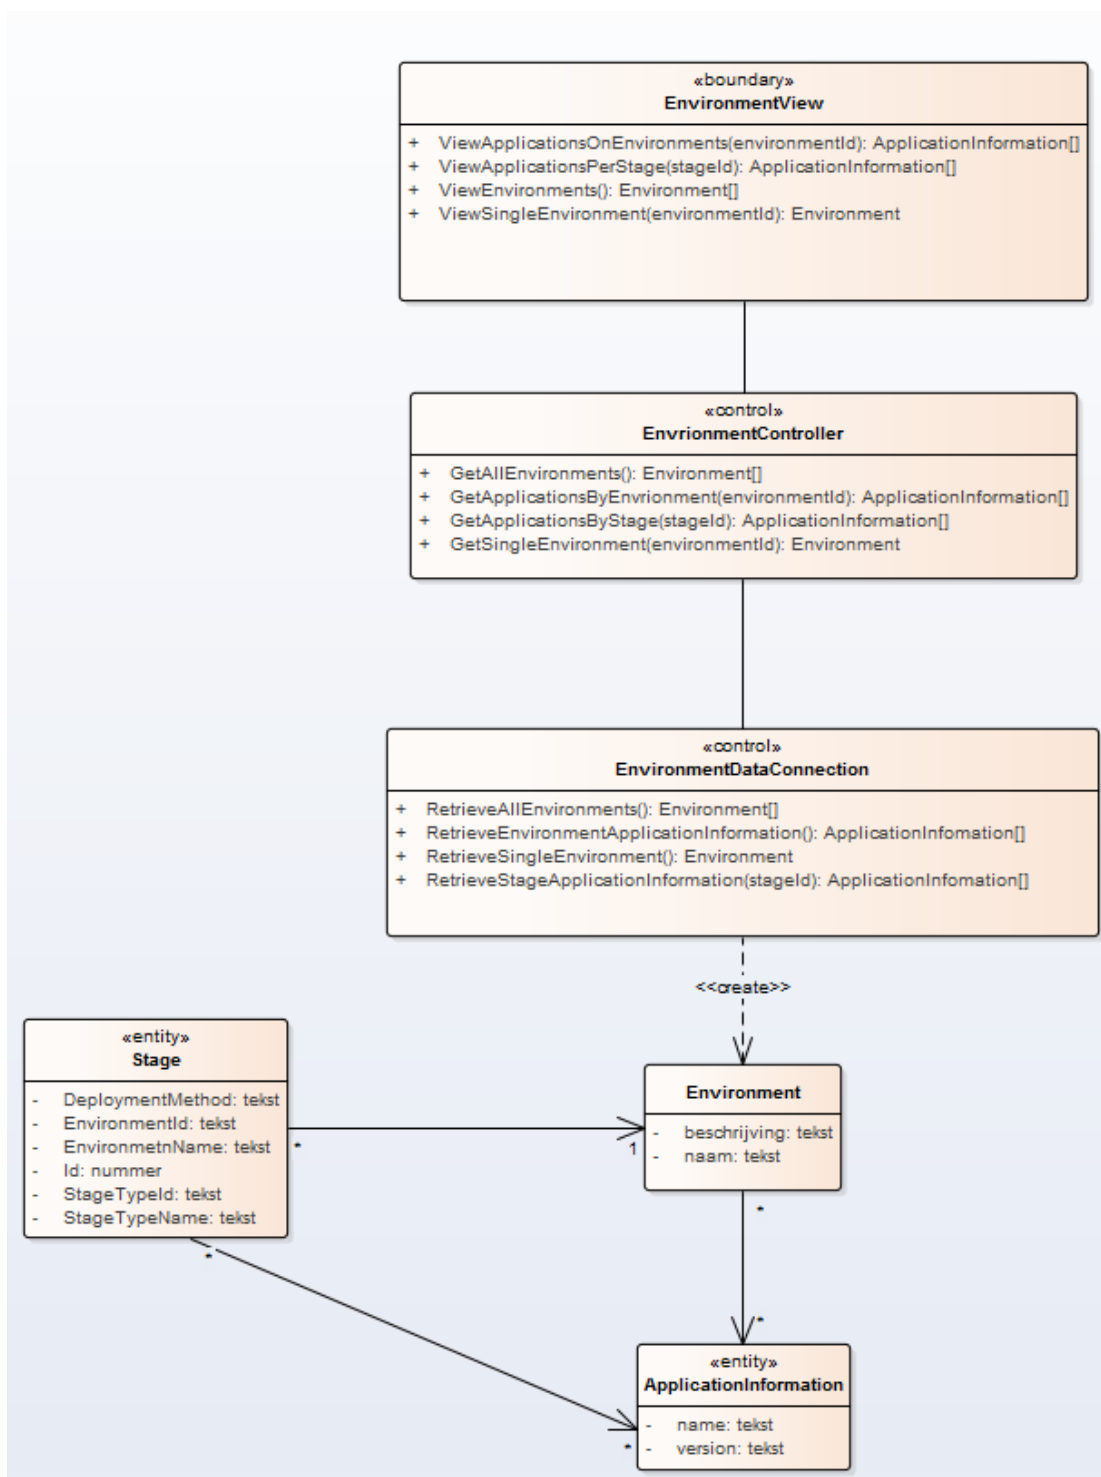 «boundary»
EnvironmentView
+ ViewApplicationsOnEnvironments(environmentId): ApplicationInformation[]
+ ViewApplicationsPerStage(stageId): ApplicationInformation[]
+ ViewEnvironments(): Environment[]
+ ViewSingleEnvironment(environmentId): Environment
«control»
EnvrionmentController
+ GetAllEnvironments(): Environment[]
+ GetApplicationsByEnvrionment(environmentId): ApplicationInformation[]
+ GetApplicationsByStage(stageId): ApplicationInformation[]
+ GetSingleEnvironment(environmentId): Environment
«control»
EnvironmentDataConnection
+ RetrieveAllEnvironments(): Environment[]
+ RetrieveEnvironmentApplicationInformation(): ApplicationInfomation[]
+ RetrieveSingleEnvironment(): Environment
+ RetrieveStageApplicationInformation(stageId): ApplicationInfomation[]
<<create>>
«entity»
Stage
- DeploymentMethod: tekst
- EnvironmentId: tekst
- EnvironmetnName: tekst
- Id: nummer
- StageTypeId: tekst
- StageTypeName: tekst
*
1
Environment
- beschrijving: tekst
- naam: tekst
*
*
*
«entity»
ApplicationInformation
- name: tekst
- version: tekst
*